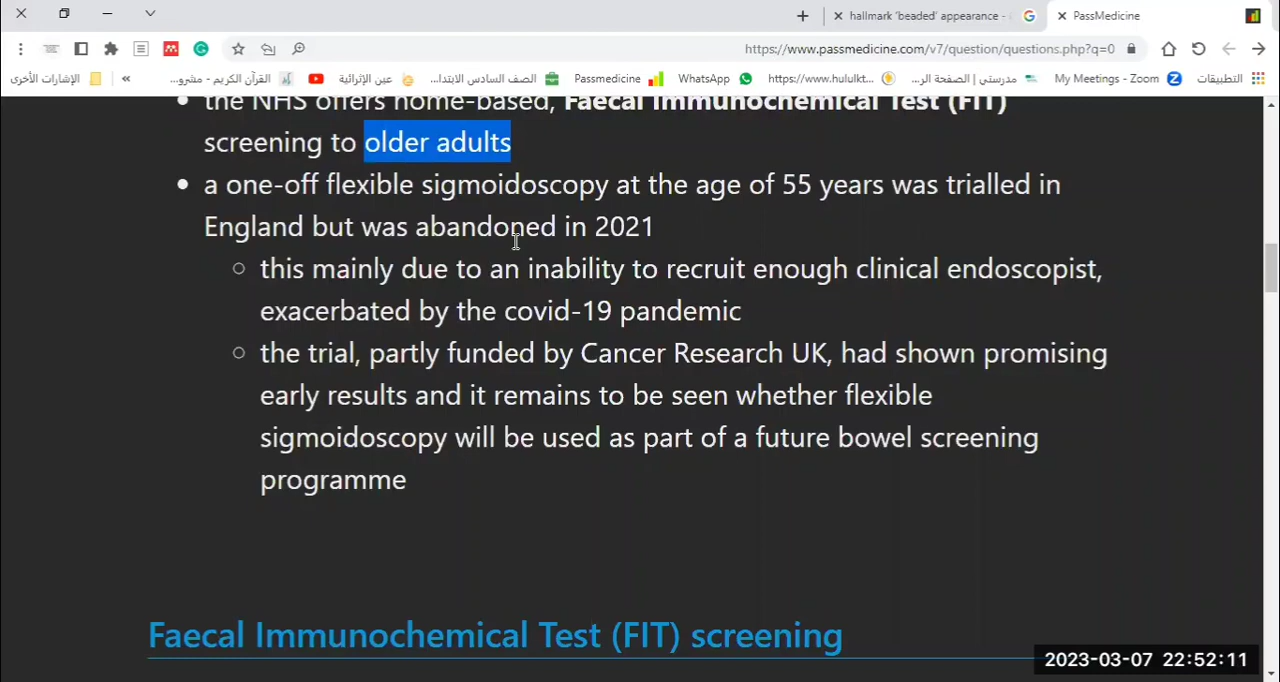 hallmark 'beaded' appearance -
PassMedicine
https://www.passmedicine.com/v7/question/questions.php?q=0
الإشارات الأخرى
»
القرآن الكريم - مشرو...
عين الإثرائية
الصف السادس الابتدا...
Passmedicine
WhatsApp
https://www.hululkt...
مدرستي | الصفحة الر...
My Meetings - Zoom
التطبيقات
the NHS offers home-based, Faecal Immunochemical Test (FIT)
screening to older adults
a one-off flexible sigmoidoscopy at the age of 55 years was trialled in
England but was abandoned in 2021
this mainly due to an inability to recruit enough clinical endoscopist,
exacerbated by the covid-19 pandemic
the trial, partly funded by Cancer Research UK, had shown promising
early results and it remains to be seen whether flexible
sigmoidoscopy will be used as part of a future bowel screening
programme
Faecal Immunochemical Test (FIT) screening
2023-03-07 22:52:11